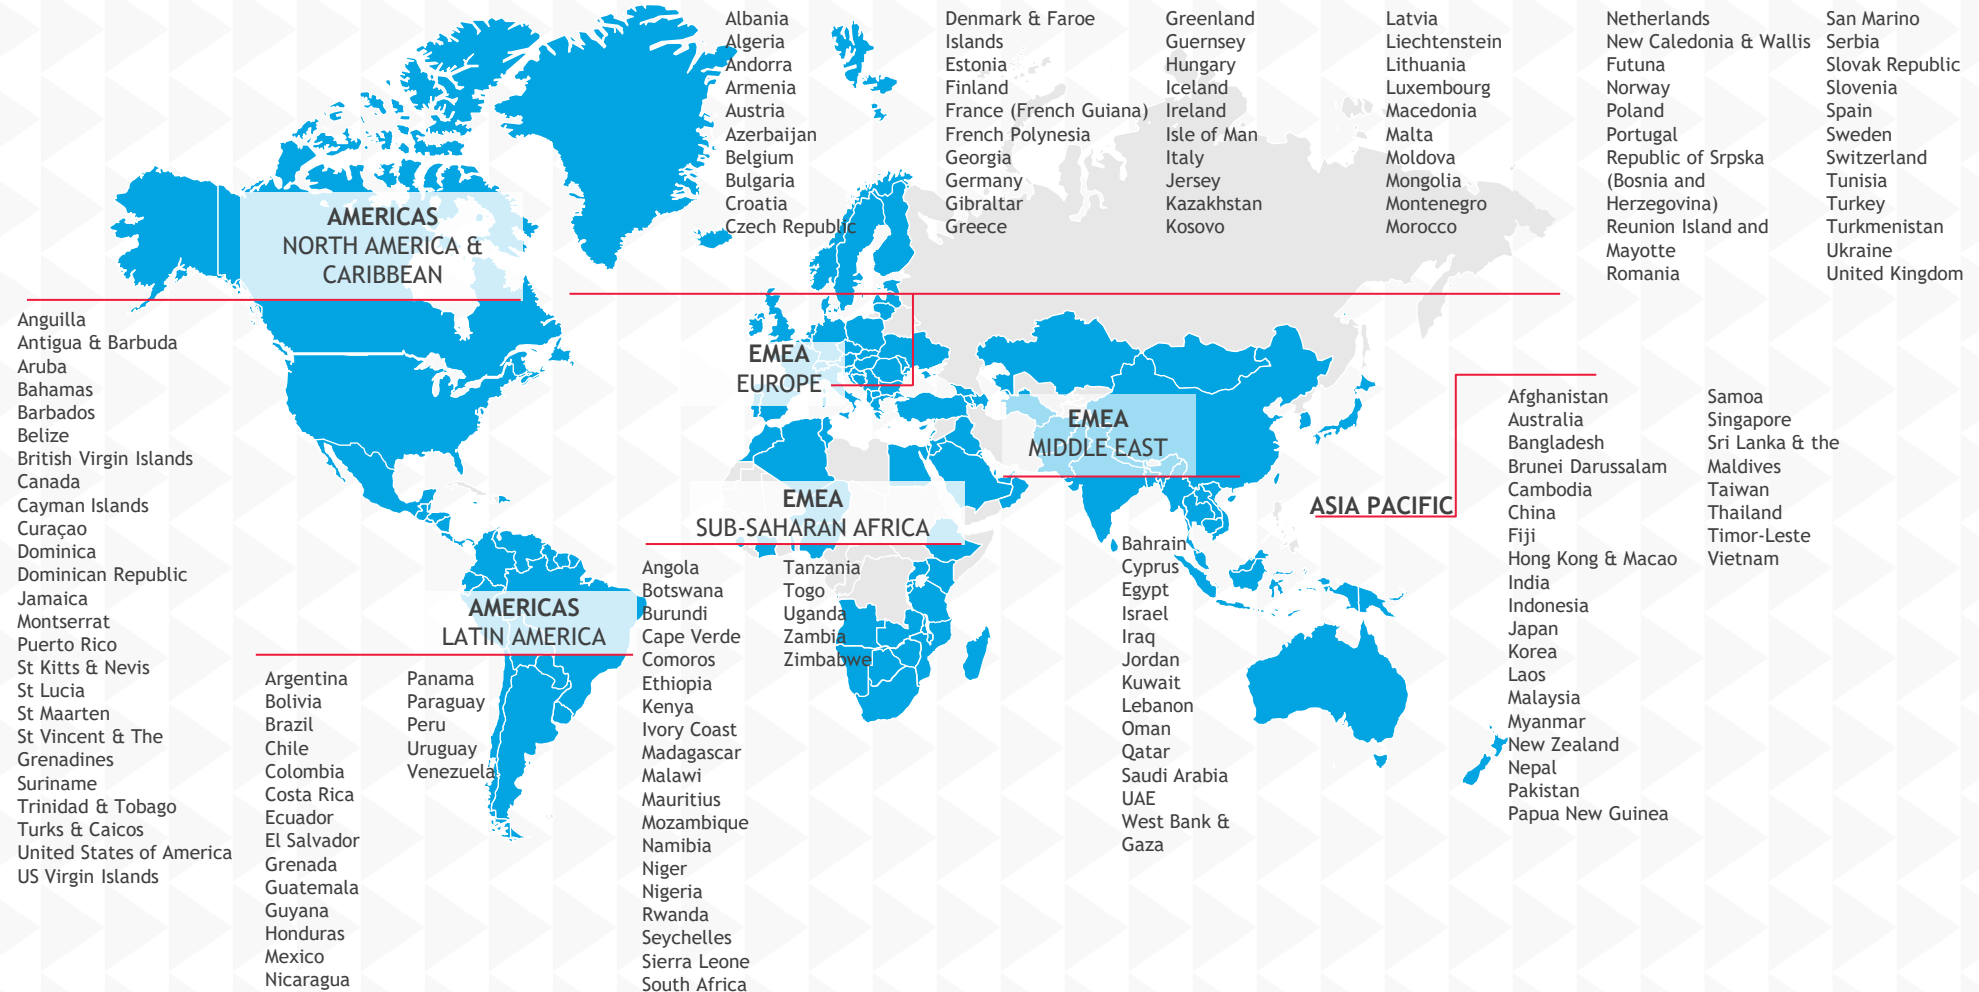 AMERICAS
NORTH AMERICA &
CARIBBEAN
Anguilla
Antigua & Barbuda
Aruba
Bahamas
Barbados
Belize
British Virgin Islands
Canada
Cayman Islands
Curaçao
Dominica
Dominican Republic
Jamaica
Montserrat
Puerto Rico
St Kitts & Nevis
St Lucia
St Maarten
St Vincent & The
Grenadines
Suriname
Trinidad & Tobago
Turks & Caicos
United States of America
US Virgin Islands
AMERICAS
LATIN AMERICA
Argentina
Bolivia
Brazil
Chile
Colombia
Costa Rica
Ecuador
El Salvador
Grenada
Guatemala
Guyana
Honduras
Mexico
Nicaragua
Panama
Paraguay
Peru
Uruguay
Venezuela
EMEA
EUROPE
Albania
Algeria
Andorra
Armenia
Austria
Azerbaijan
Belgium
Bulgaria
Croatia
Czech Republic
Denmark & Faroe
Islands
Estonia
Finland
France (French Guiana)
French Polynesia
Georgia
Germany
Gibraltar
Greece
Greenland
Guernsey
Hungary
Iceland
Ireland
Isle of Man
Italy
Jersey
Kazakhstan
Kosovo
Latvia
Liechtenstein
Lithuania
Luxembourg
Macedonia
Malta
Moldova
Mongolia
Montenegro
Morocco
Netherlands
New Caledonia & Wallis
Futuna
Norway
Poland
Portugal
Republic of Srpska
(Bosnia and
Herzegovina)
Reunion Island and
Mayotte
Romania
San Marino
Serbia
Slovak Republic
Slovenia
Spain
Sweden
Switzerland
Tunisia
Turkey
Turkmenistan
Ukraine
United Kingdom
EMEA
SUB-SAHARAN AFRICA
Angola
Botswana
Burundi
Cape Verde
Comoros
Ethiopia
Kenya
Ivory Coast
Madagascar
Malawi
Mauritius
Mozambique
Namibia
Niger
Nigeria
Rwanda
Seychelles
Sierra Leone
South Africa
Tanzania
Togo
Uganda
Zambia
Zimbabwe
EMEA
MIDDLE EAST
Bahrain
Cyprus
Egypt
Israel
Iraq
Jordan
Kuwait
Lebanon
Oman
Qatar
Saudi Arabia
UAE
West Bank &
Gaza
ASIA PACIFIC
Afghanistan
Australia
Bangladesh
Brunei Darussalam
Cambodia
China
Fiji
Hong Kong & Macao
India
Indonesia
Japan
Korea
Laos
Malaysia
Myanmar
New Zealand
Nepal
Pakistan
Papua New Guinea
Samoa
Singapore
Sri Lanka & the
Maldives
Taiwan
Thailand
Timor-Leste
Vietnam